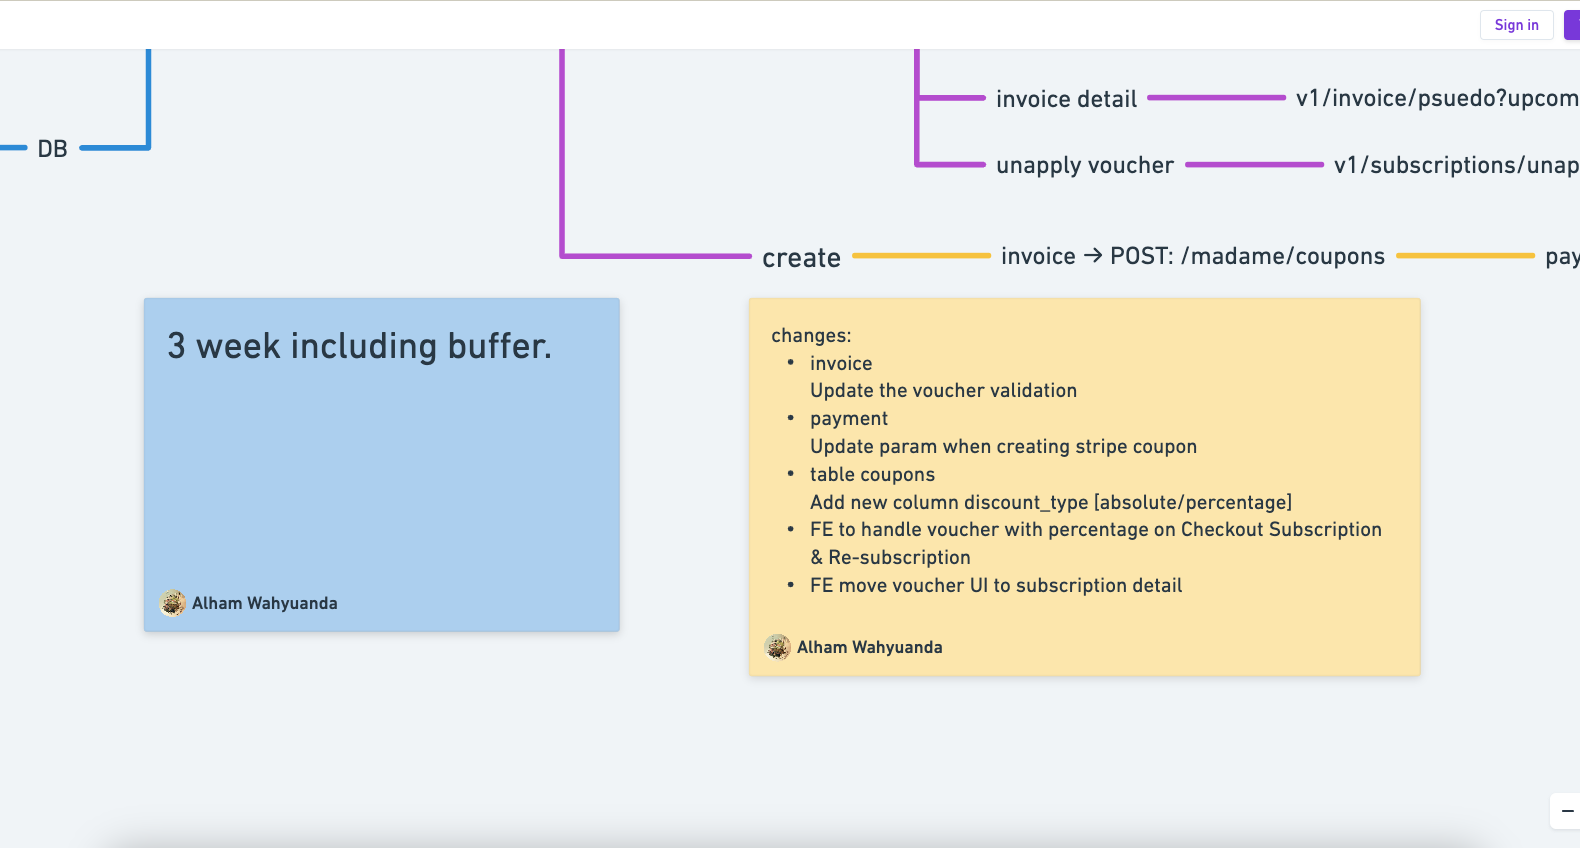 Sign in
invoice detail
v1/invoice/psuedo?upcom
DB
unapply voucher
v1/subscriptions/unap
create
invoice → POST: /madame/coupons
pay
3 week including buffer.
Alham Wahyuanda
changes:
• invoice
Update the voucher validation
• payment
Update param when creating stripe coupon
• table coupons
Add new column discount_type [absolute/percentage]
• FE to handle voucher with percentage on Checkout Subscription
& Re-subscription
• FE move voucher UI to subscription detail
Alham Wahyuanda